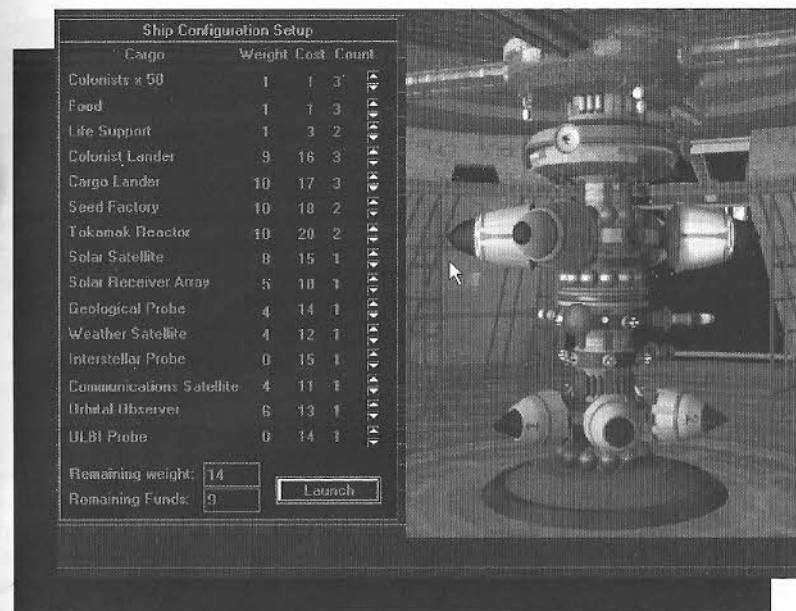 Ship Configuration Setup
Cargo Weight Cost Count
Colonists x 50 1 1 3
Food 1 1 3
Life Support 1 3 2
Colonist Lander 9 16 3
Cargo Lander 10 17 3
Seed Factory 10 18 2
Tokamak Reactor 10 20 2
Solar Satellite 8 15 1
Solar Receiver Array 5 10 1
Geological Probe 4 14 1
Weather Satellite 4 12 1
Interstellar Probe 0 15 1
Communications Satellite 4 11 1
Orbital Observer 6 13 1
ULBI Probe 0 14 1
Remaining weight: 14
Remaining Funds: 9
Launch